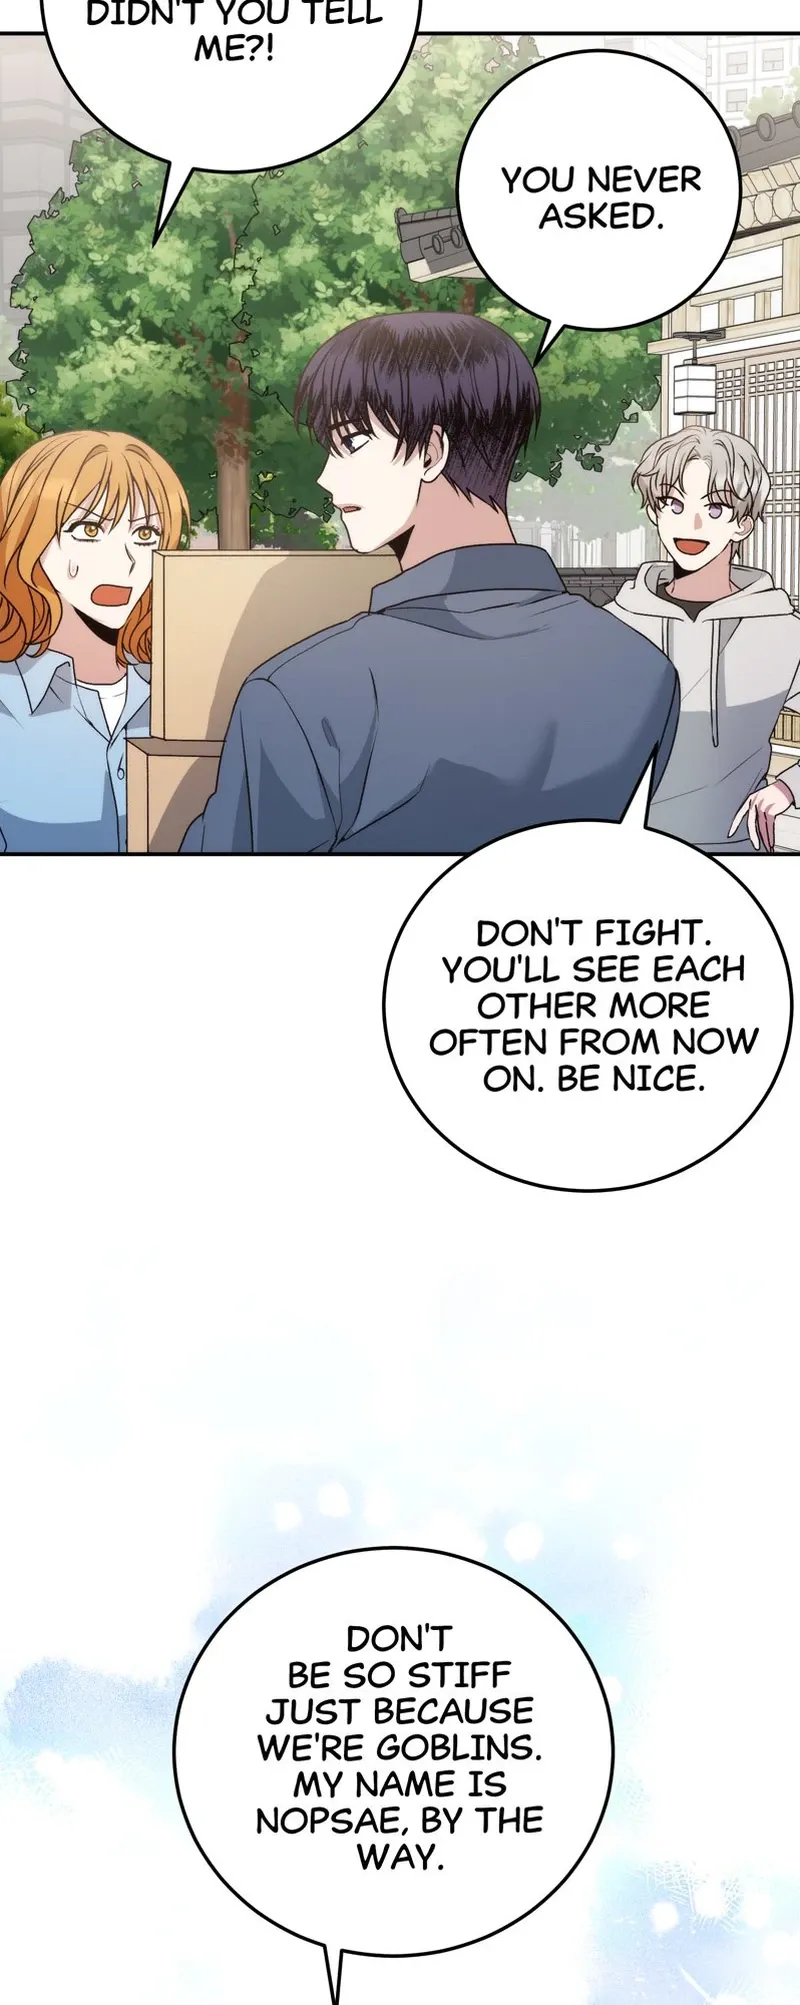 DIDN'T YOU TELL
ME?!
YOU NEVER
ASKED.
DON'T FIGHT.
YOU'LL SEE EACH
OTHER MORE
OFTEN FROM NOW
ON. BE NICE.
DON'T
BE SO STIFF
JUST BECAUSE
WE'RE GOBLINS.
MY NAME IS
NOPSAE, BY THE
WAY.